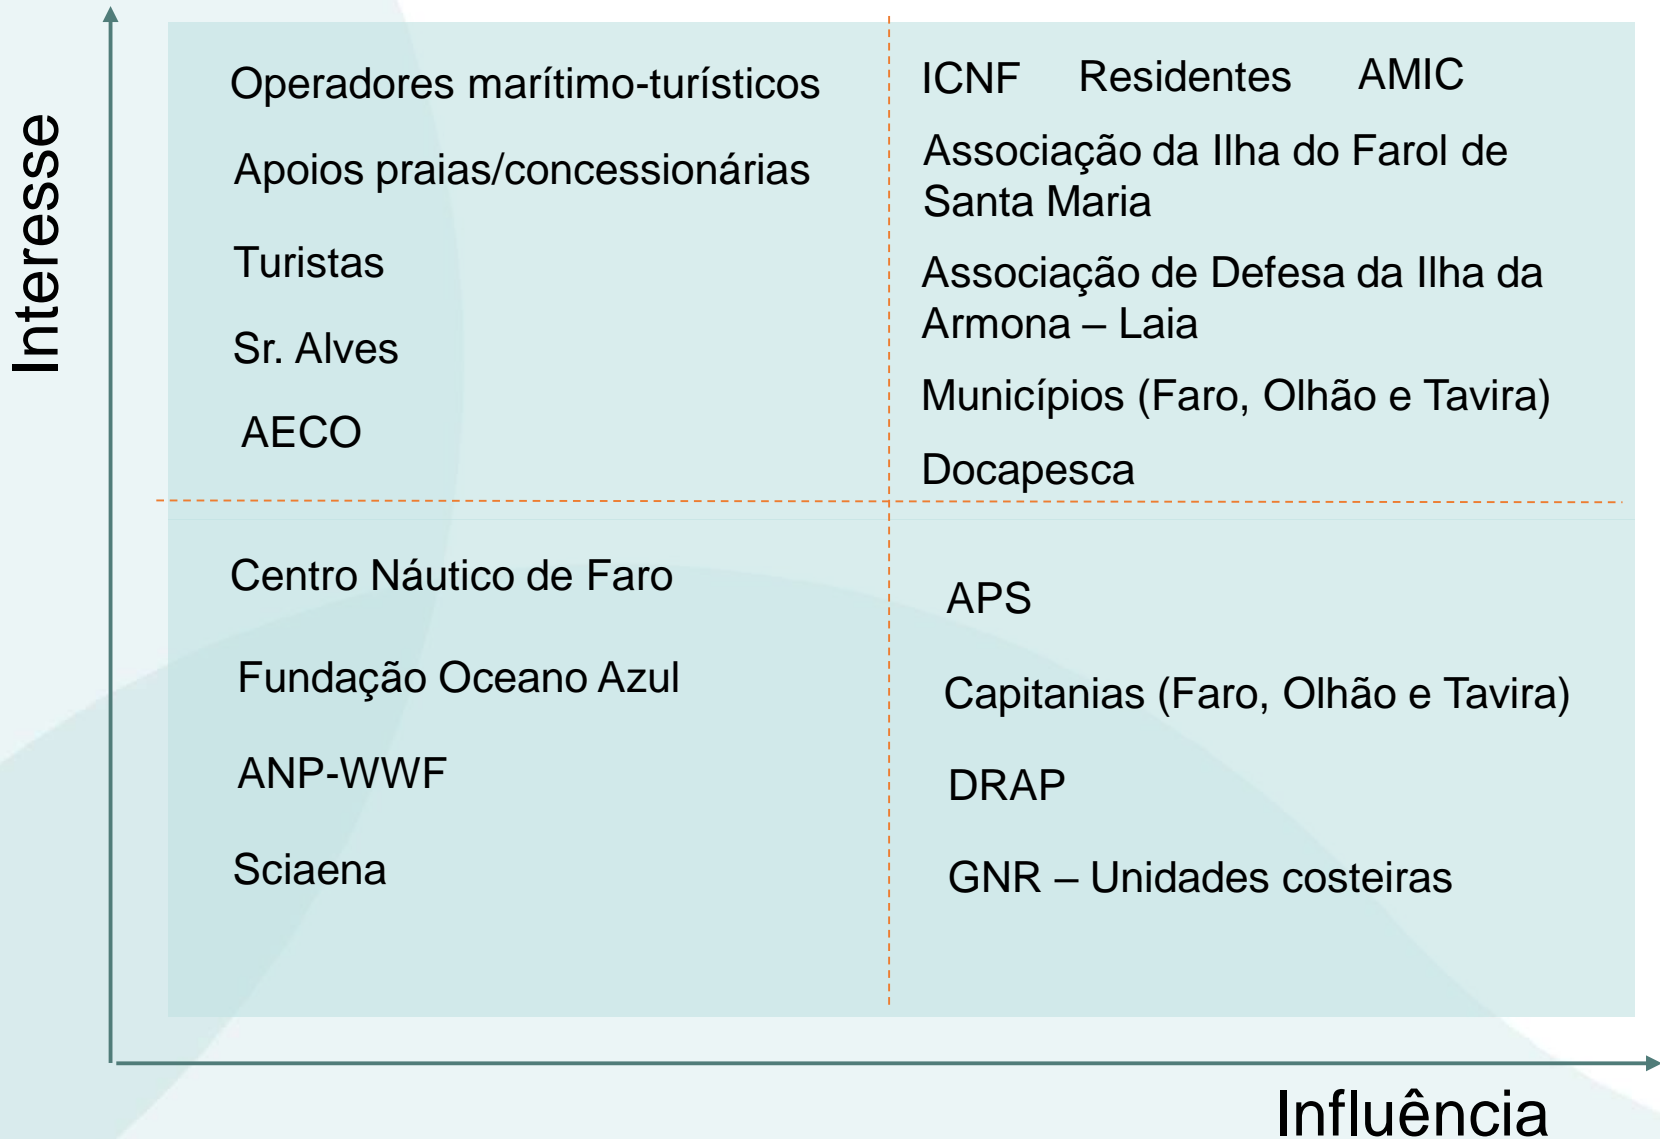 Interesse
Operadores marítimo-turísticos
Apoios praias/concessionárias
Turistas
Sr. Alves
AECO
ICNF Residentes AMIC
Associação da Ilha do Farol de
Santa Maria
Associação de Defesa da Ilha da
Armona – Laia
Municípios (Faro, Olhão e Tavira)
Docapesca
Centro Náutico de Faro
Fundação Oceano Azul
ANP-WWF
Sciaena
APS
Capitanias (Faro, Olhão e Tavira)
DRAP
GNR – Unidades costeiras
Influência